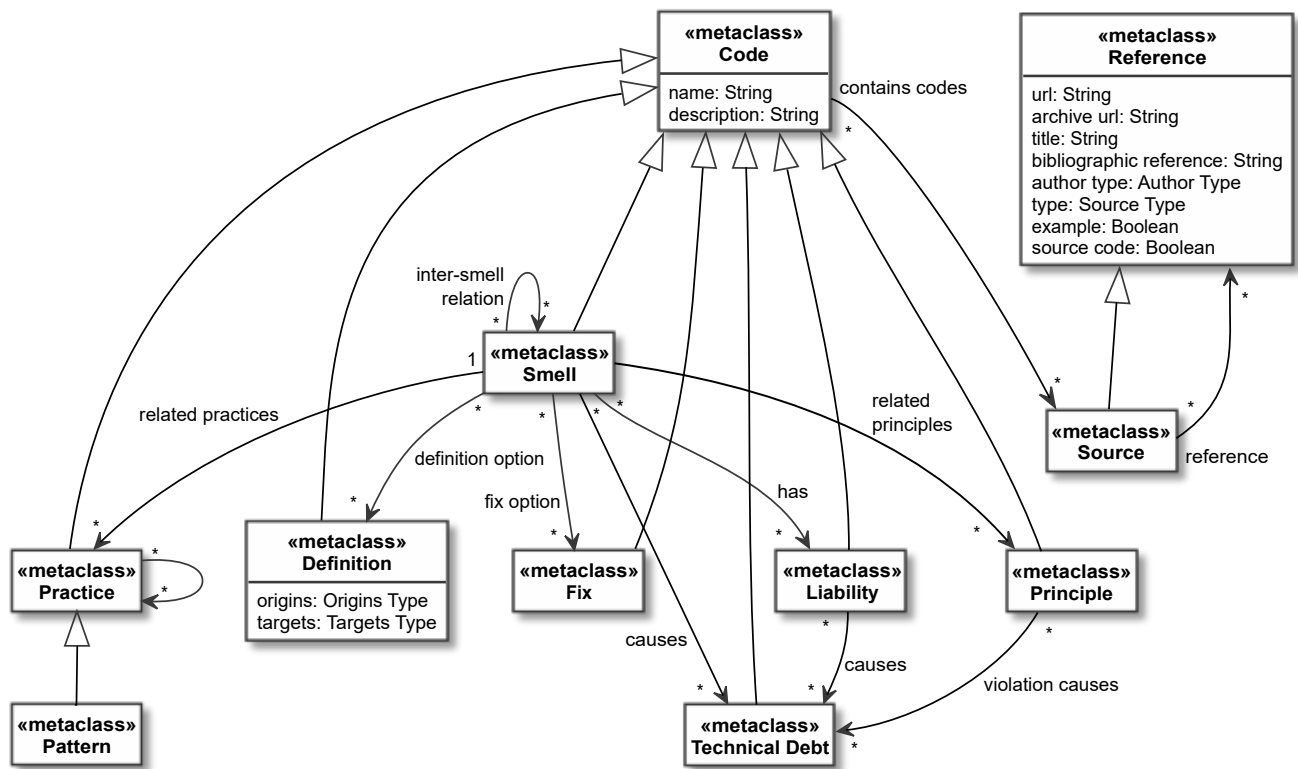 «metaclass»
Code
name: String
description: String
«metaclass»
Reference
url: String
archive url: String
title: String
bibliographic reference: String
author type: Author Type
type: Source Type
example: Boolean
source code: Boolean
contains codes
*
inter-smell
relation
*
*
«metaclass»
Smell
1
related practices
*
definition option
*
*
fix option
*
*
*
*
has
*
related
principles
*
*
«metaclass»
Source
*
*
reference
«metaclass»
Practice
*
*
«metaclass»
Definition
origins: Origins Type
targets: Targets Type
«metaclass»
Fix
«metaclass»
Liability
*
«metaclass»
Principle
*
causes
*
causes
*
violation causes
*
«metaclass»
Pattern
«metaclass»
Technical Debt